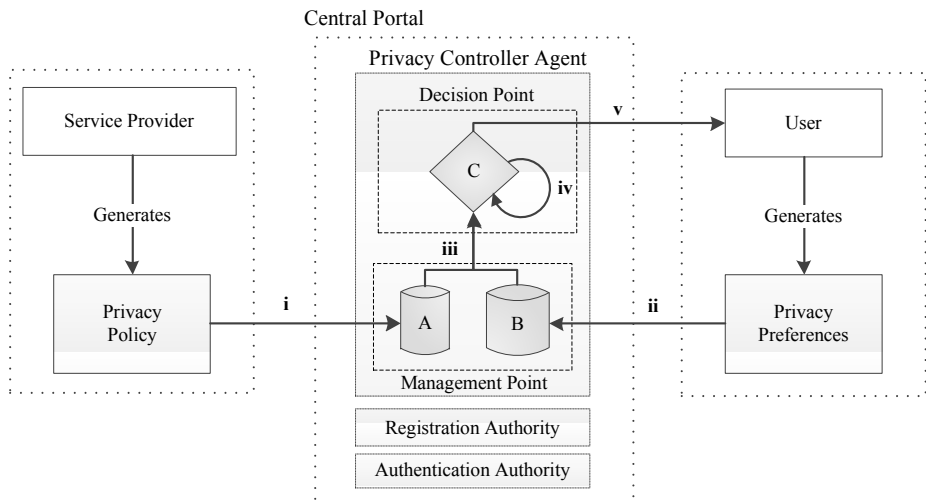 Central Portal
Privacy Controller Agent
Decision Point
Service Provider
v
User
C
iv
Generates
Generates
iii
Privacy
Policy
i
A
B
ii
Privacy
Preferences
Management Point
Registration Authority
Authentication Authority